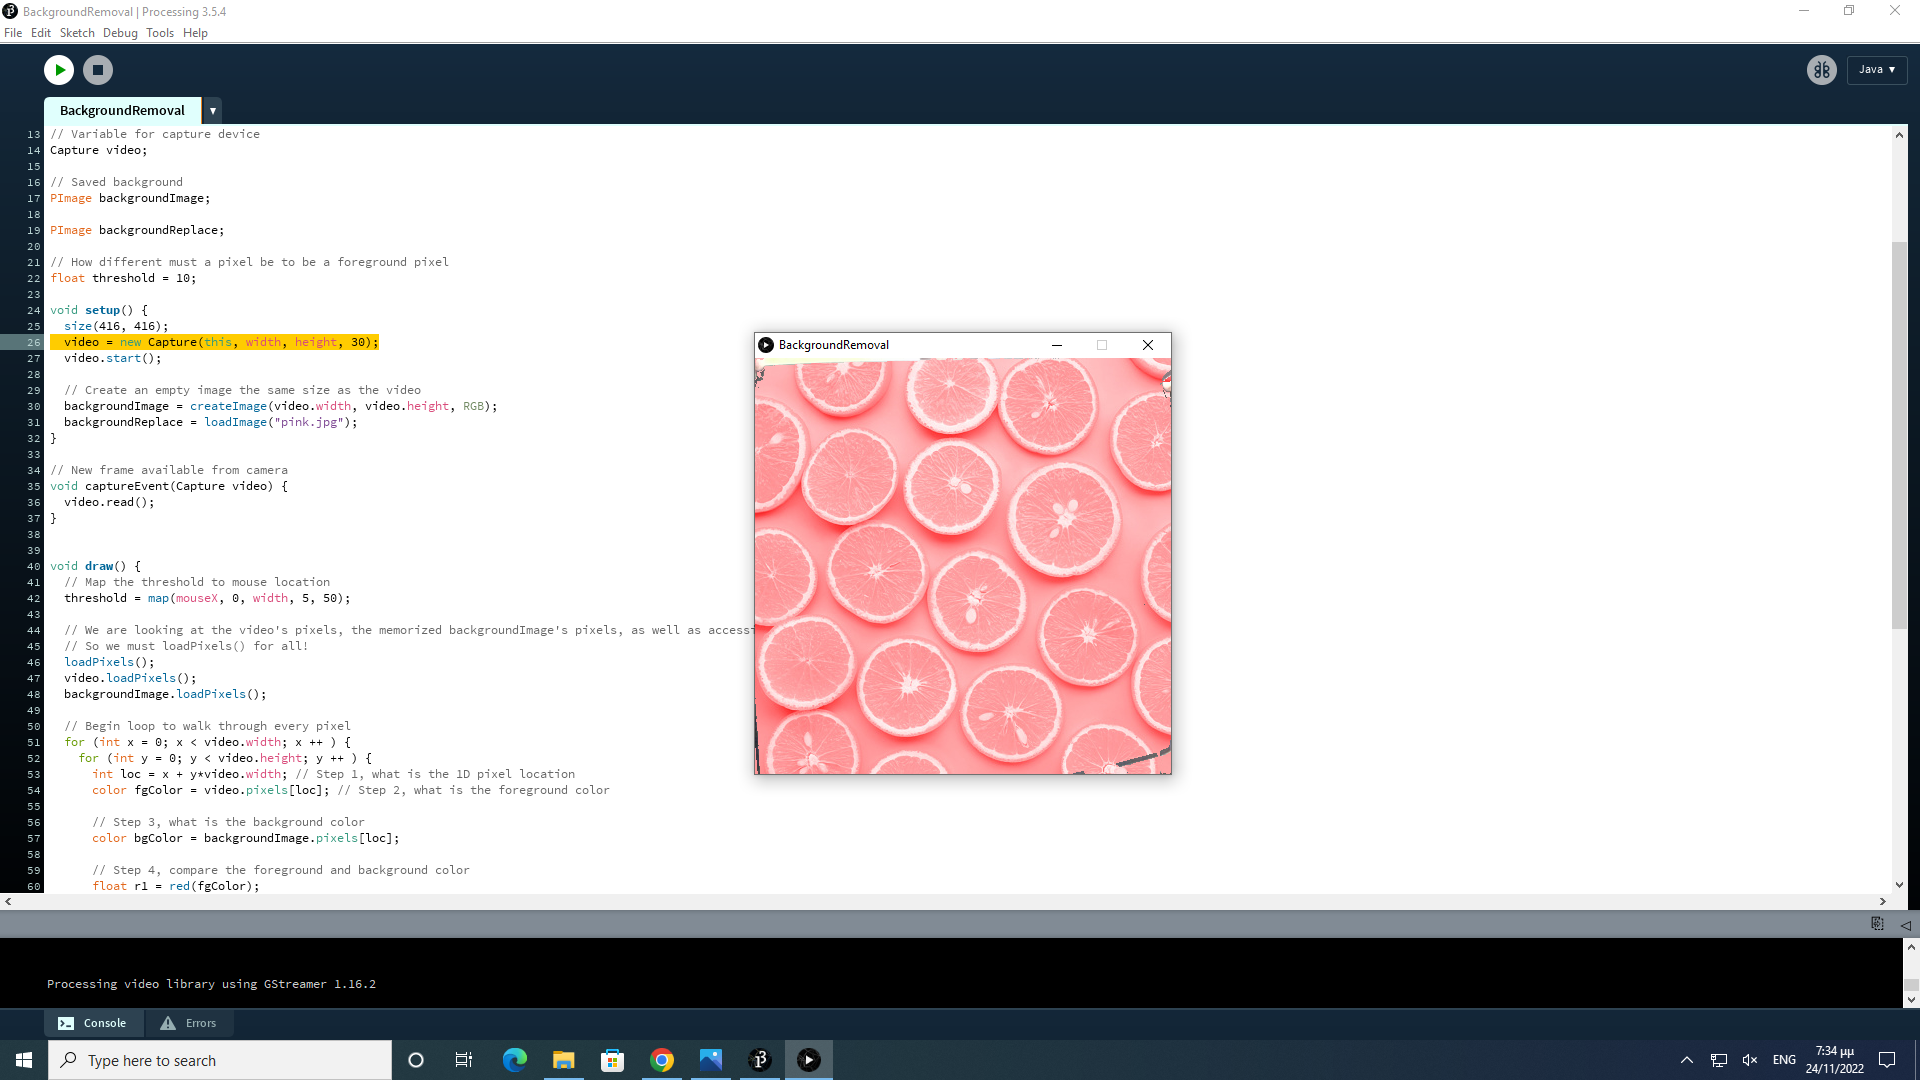 BackgroundRemoval | Processing 3.5.4
File Edit Sketch Debug Tools Help
Java ▼
BackgroundRemoval ▼
13 // Variable for capture device
14 Capture video;
15
16 // Saved background
17 PImage backgroundImage;
18
19 PImage backgroundReplace;
20
21 // How different must a pixel be to be a foreground pixel
22 float threshold = 10;
23
24 void setup() {
25 size(416, 416);
26 video = new Capture(this, width, height, 30);
27 video.start();
28
29 // Create an empty image the same size as the video
30 backgroundImage = createImage(video.width, video.height, RGB);
31 backgroundReplace = loadImage("pink.jpg");
32 }
33
34 // New frame available from camera
35 void captureEvent(Capture video) {
36 video.read();
37 }
38
39
40 void draw() {
41 // Map the threshold to mouse location
42 threshold = map(mouseX, 0, width, 5, 50);
43
44 // We are looking at the video's pixels, the memorized backgroundImage's pixels, as well as accessi
45 // So we must loadPixels() for all!
46 loadPixels();
47 video.loadPixels();
48 backgroundImage.loadPixels();
49
50 // Begin loop to walk through every pixel
51 for (int x = 0; x < video.width; x ++ ) {
52 for (int y = 0; y < video.height; y ++ ) {
53 int loc = x + y*video.width; // Step 1, what is the 1D pixel location
54 color fgColor = video.pixels[loc]; // Step 2, what is the foreground color
55
56 // Step 3, what is the background color
57 color bgColor = backgroundImage.pixels[loc];
58
59 // Step 4, compare the foreground and background color
60 float r1 = red(fgColor);
BackgroundRemoval
Processing video library using GStreamer 1.16.2
Console Errors
Type here to search
ENG
7:34 μμ
24/11/2022